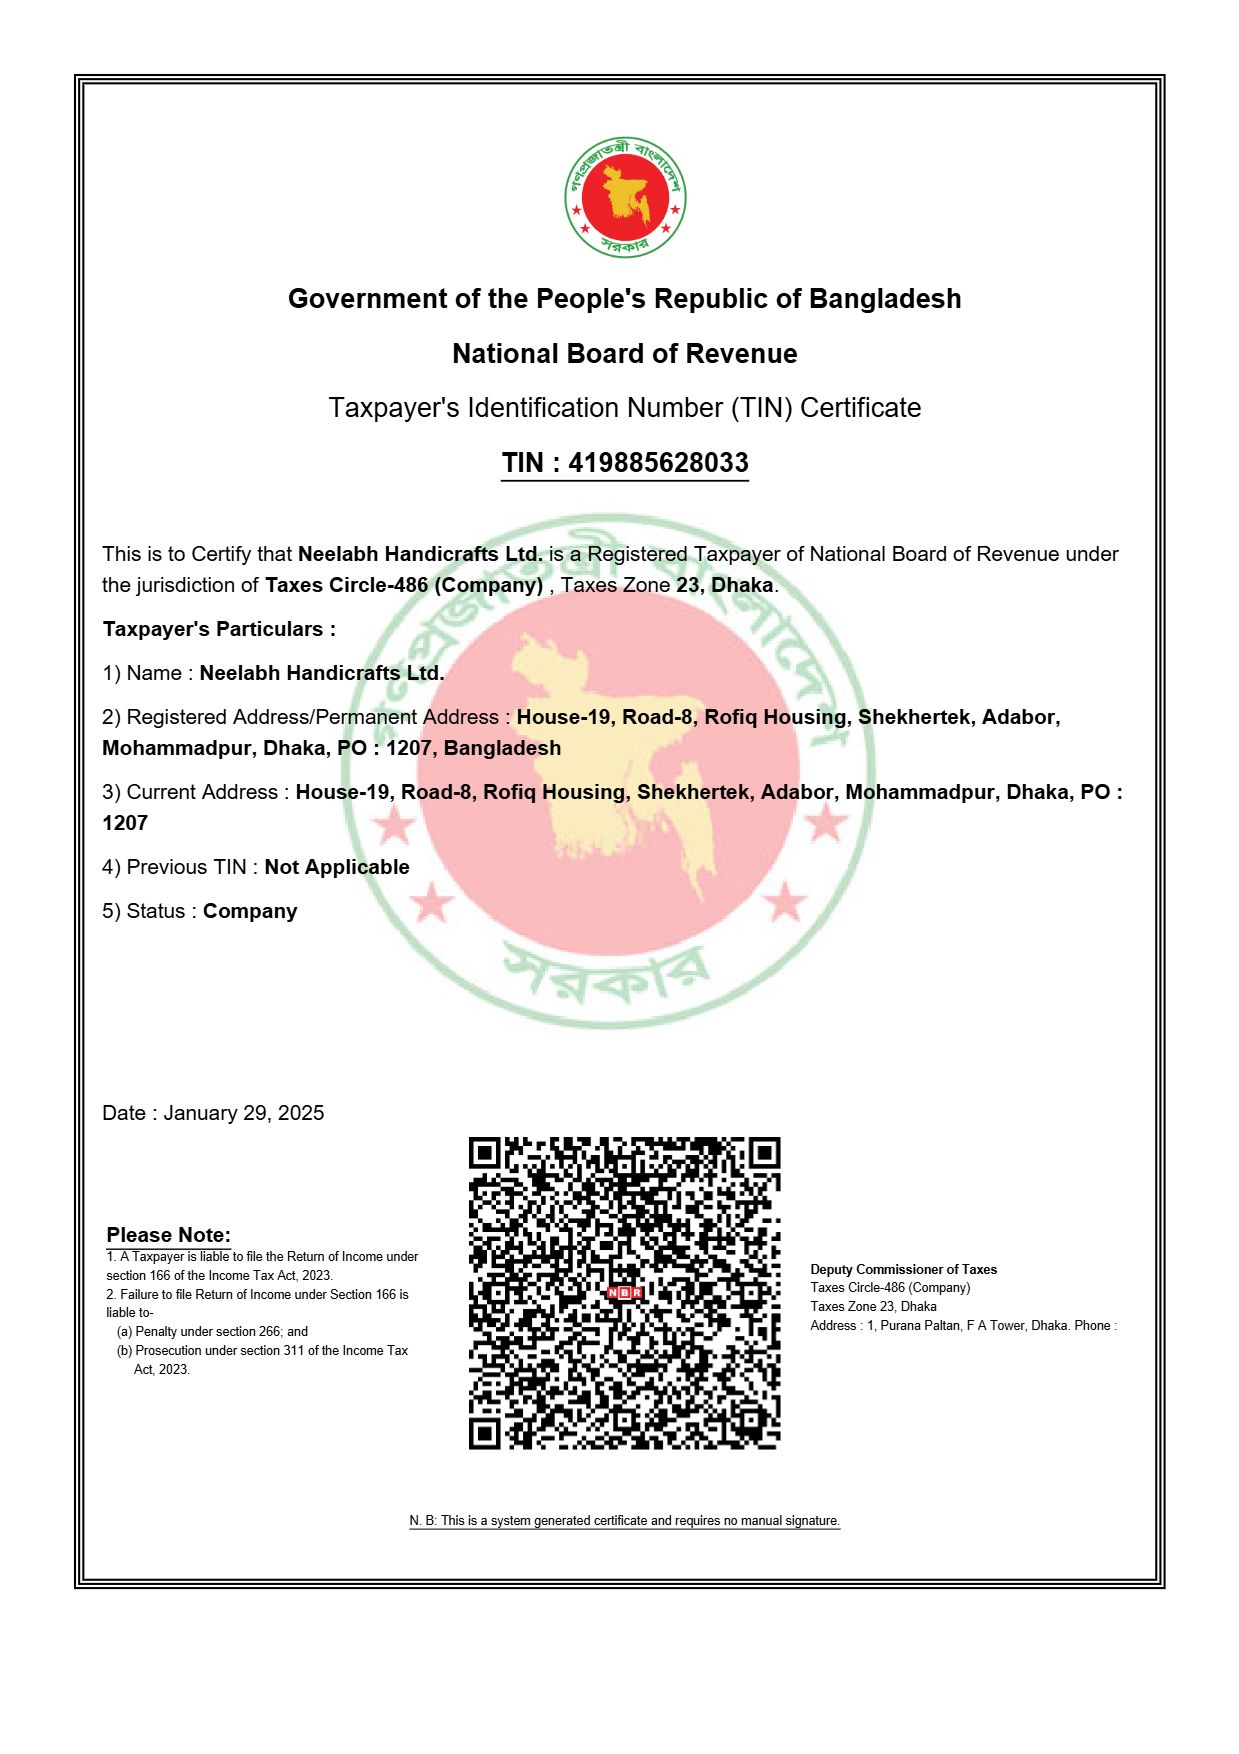 গণপ্রজাতন্ত্রী বাংলাদেশ
সরকার
Government of the People's Republic of Bangladesh
National Board of Revenue
Taxpayer's Identification Number (TIN) Certificate
TIN : 419885628033
গণপ্রজাতন্ত্রী বাংলাদেশ
This is to Certify that Neelabh Handicrafts Ltd. is a Registered Taxpayer of National Board of Revenue under
the jurisdiction of Taxes Circle-486 (Company) , Taxes Zone 23, Dhaka.
Taxpayer's Particulars :
1) Name : Neelabh Handicrafts Ltd.
2) Registered Address/Permanent Address : House-19, Road-8, Rofiq Housing, Shekhertek, Adabor,
Mohammadpur, Dhaka, PO : 1207, Bangladesh
3) Current Address : House-19, Road-8, Rofiq Housing, Shekhertek, Adabor, Mohammadpur, Dhaka, PO :
1207
4) Previous TIN : Not Applicable
5) Status : Company
সরকার
Date : January 29, 2025
Please Note:
1. A Taxpayer is liable to file the Return of Income under
section 166 of the Income Tax Act, 2023.
2. Failure to file Return of Income under Section 166 is
liable to-
(a) Penalty under section 266; and
(b) Prosecution under section 311 of the Income Tax
Act, 2023.
NBR
Deputy Commissioner of Taxes
Taxes Circle-486 (Company)
Taxes Zone 23, Dhaka
Address : 1, Purana Paltan, F A Tower, Dhaka. Phone :
N. B: This is a system generated certificate and requires no manual signature.